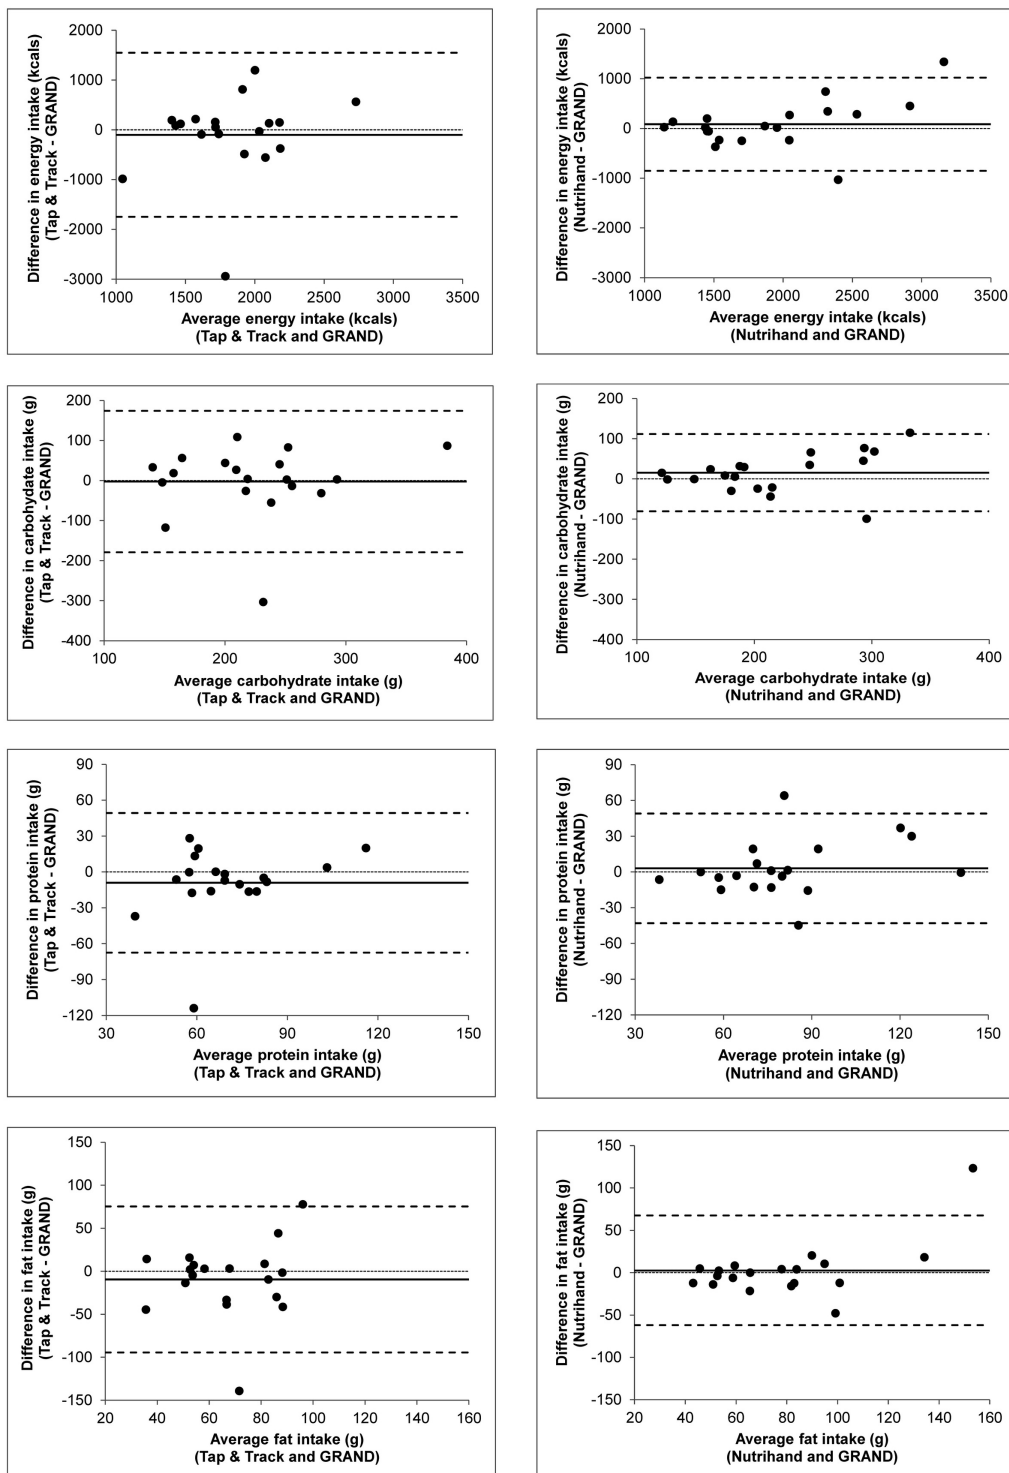 Difference in energy intake (kcals)
(Tap & Track - GRAND)
2000
1000
0
-1000
-2000
-3000
1000 1500 2000 2500 3000 3500
Average energy intake (kcals)
(Tap & Track and GRAND)
Difference in energy intake (kcals)
(Nutrihand - GRAND)
2000
1000
0
-1000
-2000
-3000
1000 1500 2000 2500 3000 3500
Average energy intake (kcals)
(Nutrihand and GRAND)
Difference in carbohydate intake (g)
(Tap & Track - GRAND)
200
100
0
-100
-200
-300
-400
100 200 300 400
Average carbohydrate intake (g)
(Tap & Track and GRAND)
Difference in carbohydrate intake (g)
(Nutrihand - GRAND)
200
100
0
-100
-200
-300
-400
100 200 300 400
Average carbohydrate intake (g)
(Nutrihand and GRAND)
Difference in protein intake (g)
(Tap & Track - GRAND)
90
60
30
0
-30
-60
-90
-120
30 60 90 120 150
Average protein intake (g)
(Tap & Track and GRAND)
Difference in protein intake (g)
(Nutrihand - GRAND)
90
60
30
0
-30
-60
-90
-120
30 60 90 120 150
Average protein intake (g)
(Nutrihand and GRAND)
Difference in fat intake (g)
(Tap & Track - GRAND)
150
100
50
0
-50
-100
-150
20 40 60 80 100 120 140 160
Average fat intake (g)
(Tap & Track and GRAND)
Difference in fat intake (g)
(Nutrihand - GRAND)
150
100
50
0
-50
-100
-150
20 40 60 80 100 120 140 160
Average fat intake (g)
(Nutrihand and GRAND)